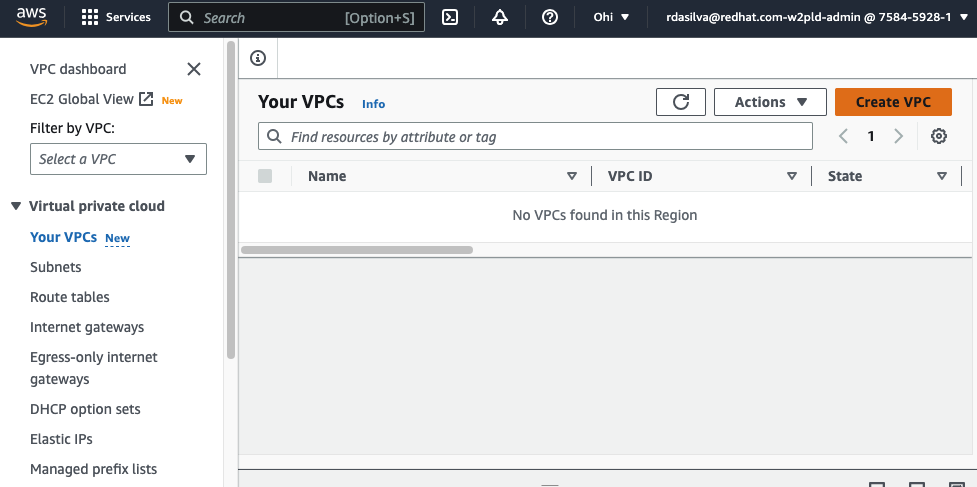 aws
Services
Search
[Option+S]
Ohi
rdasilva@redhat.com-w2pld-admin @ 7584-5928-1
VPC dashboard
EC2 Global View New
Filter by VPC:
Select a VPC
Virtual private cloud
Your VPCs New
Subnets
Route tables
Internet gateways
Egress-only internet
gateways
DHCP option sets
Elastic IPs
Managed prefix lists
Your VPCs Info
Actions
Create VPC
Find resources by attribute or tag
1
Name
VPC ID
State
No VPCs found in this Region